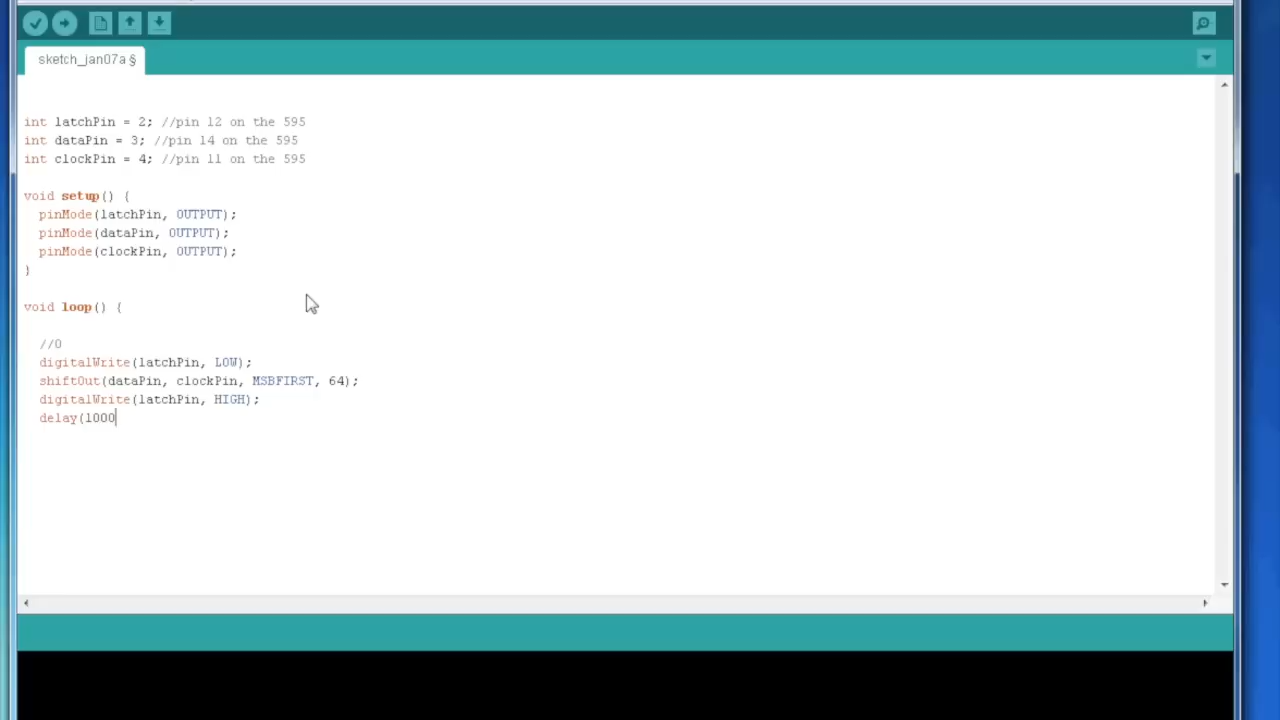 sketch_jan07a §
int latchPin = 2; //pin 12 on the 595
int dataPin = 3; //pin 14 on the 595
int clockPin = 4; //pin 11 on the 595
void setup() {
pinMode(latchPin, OUTPUT);
pinMode(dataPin, OUTPUT);
pinMode(clockPin, OUTPUT);
}
void loop() {
//0
digitalWrite(latchPin, LOW);
shiftOut(dataPin, clockPin, MSBFIRST, 64);
digitalWrite(latchPin, HIGH);
delay(1000